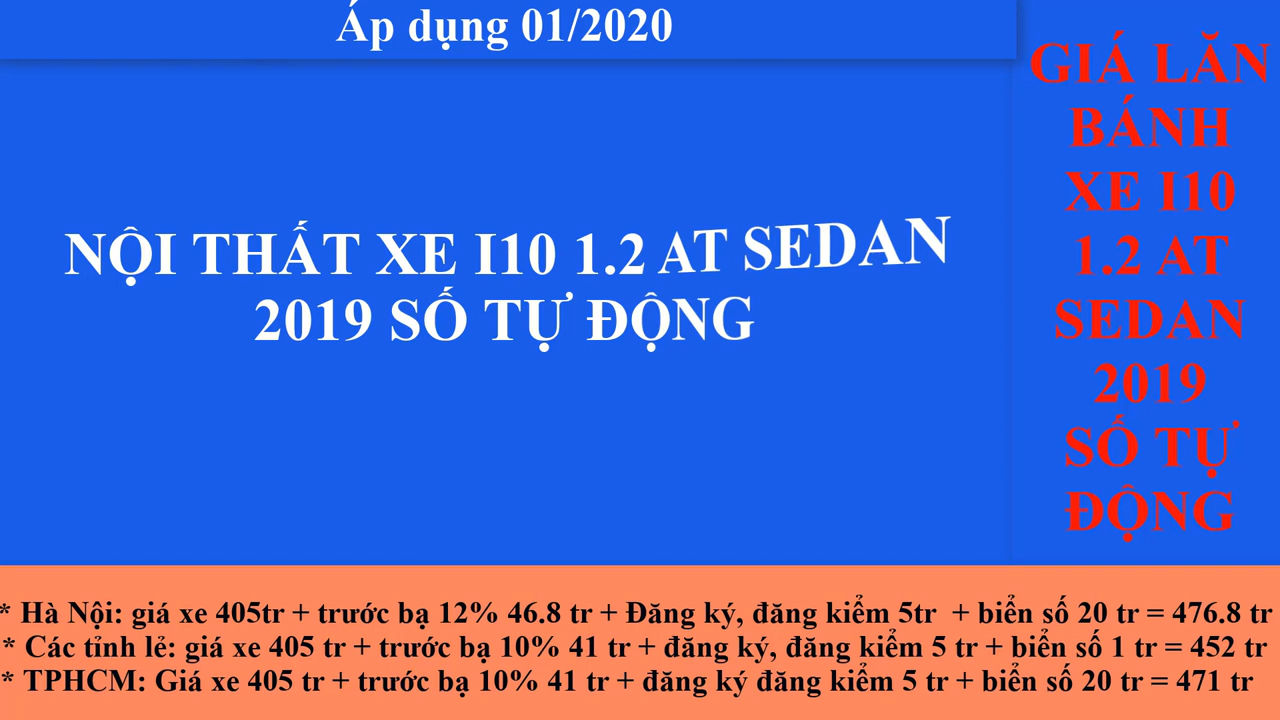 Áp dụng 01/2020
NỘI THẤT XE I10 1.2 AT SEDAN
2019 SỐ TỰ ĐỘNG
GIÁ LĂN
BÁNH
XE I10
1.2 AT
SEDAN
2019
SỐ TỰ
ĐỘNG
* Hà Nội: giá xe 405tr + trước bạ 12% 46.8 tr + Đăng ký, đăng kiểm 5tr + biển số 20 tr = 476.8 tr
* Các tỉnh lẻ: giá xe 405 tr + trước bạ 10% 41 tr + đăng ký, đăng kiểm 5 tr + biển số 1 tr = 452 tr
* TPHCM: Giá xe 405 tr + trước bạ 10% 41 tr + đăng ký đăng kiểm 5 tr + biển số 20 tr = 471 tr